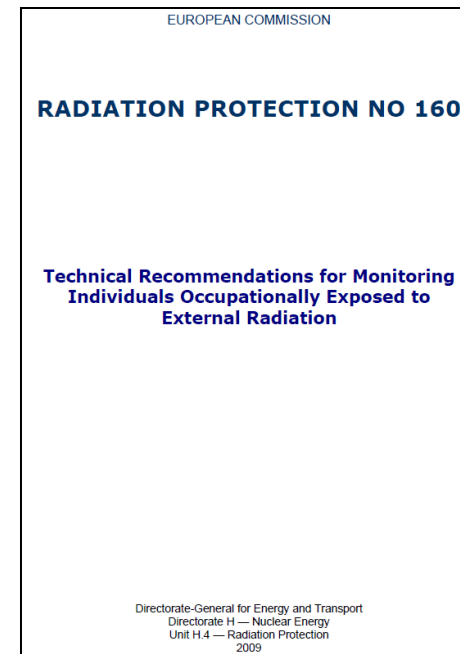 EUROPEAN COMMISSION
RADIATION PROTECTION NO 160
Technical Recommendations for Monitoring
Individuals Occupationally Exposed to
External Radiation
Directorate-General for Energy and Transport
Directorate H — Nuclear Energy
Unit H.4 — Radiation Protection
2009